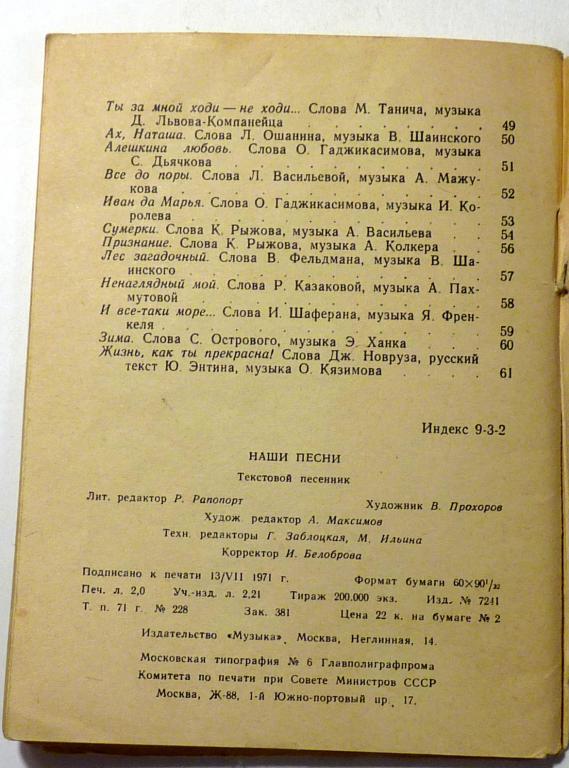 Ты за мной ходи — не ходи... Слова М. Танича, музыка
Д. Львова-Компанейца . . . . . . . 49
Ах, Наташа. Слова Л. Ошанина, музыка В. Шаинского 50
Алешкина любовь. Слова О. Гаджикасимова, музыка
С. Дьячкова . . . . . . . . . 51
Все до поры. Слова Л. Васильевой, музыка А. Мажу-
кова . . . . . . . . . . . 52
Иван да Марья. Слова О. Гаджикасимова, музыка И. Ко-
ролева . . . . . . . . . . . 53
Сумерки. Слова К. Рыжова, музыка А. Васильева . . 54
Признание. Слова К. Рыжова, музыка А. Колкера . . 56
Лес загадочный. Слова В. Фельдмана, музыка В. Ша-
инского . . . . . . . . . . 57
Ненаглядный мой. Слова Р. Казаковой, музыка А. Пах-
мутовой . . . . . . . . . . 58
И все-таки море... Слова И. Шаферана, музыка Я. Френ-
келя . . . . . . . . . . . 59
Зима. Слова С. Острового, музыка Э. Ханка . . . 60
Жизнь, как ты прекрасна! Слова Дж. Новруза, русский
текст Ю. Энтина, музыка О. Кязимова . . . . 61
Индекс 9-3-2
НАШИ ПЕСНИ
Текстовой песенник
Лит. редактор Р. Рапопорт Художник В. Прохоров
Худож. редактор А. Максимов
Техн. редакторы Г. Заблоцкая, М. Ильина
Корректор И. Белоброва
Подписано к печати 13/VII 1971 г. Формат бумаги 60×90¹/₃₂
Печ. л. 2,0 Уч.-изд. л. 2,21 Тираж 200.000 экз. Изд. № 7241
Т. п. 71 г. № 228 Зак. 381 Цена 22 к. на бумаге № 2
Издательство «Музыка», Москва, Неглинная, 14.
Московская типография № 6 Главполиграфпрома
Комитета по печати при Совете Министров СССР
Москва, Ж-88, 1-й Южно-портовый пр., 17.